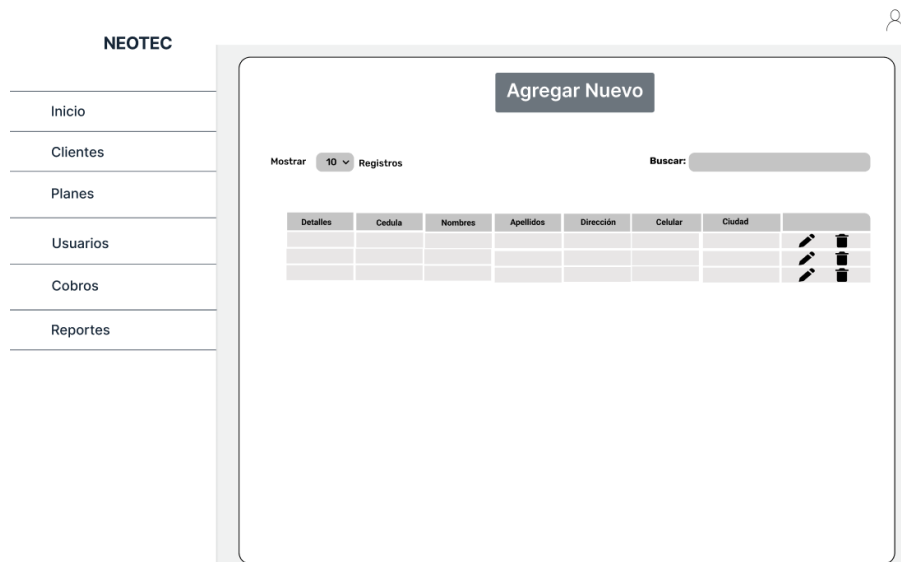 NEOTEC
Inicio
Clientes
Planes
Usuarios
Cobros
Reportes
Agregar Nuevo
Mostrar 10 Registros Buscar:
Detalles Cedula Nombres Apellidos Dirección Celular Ciudad